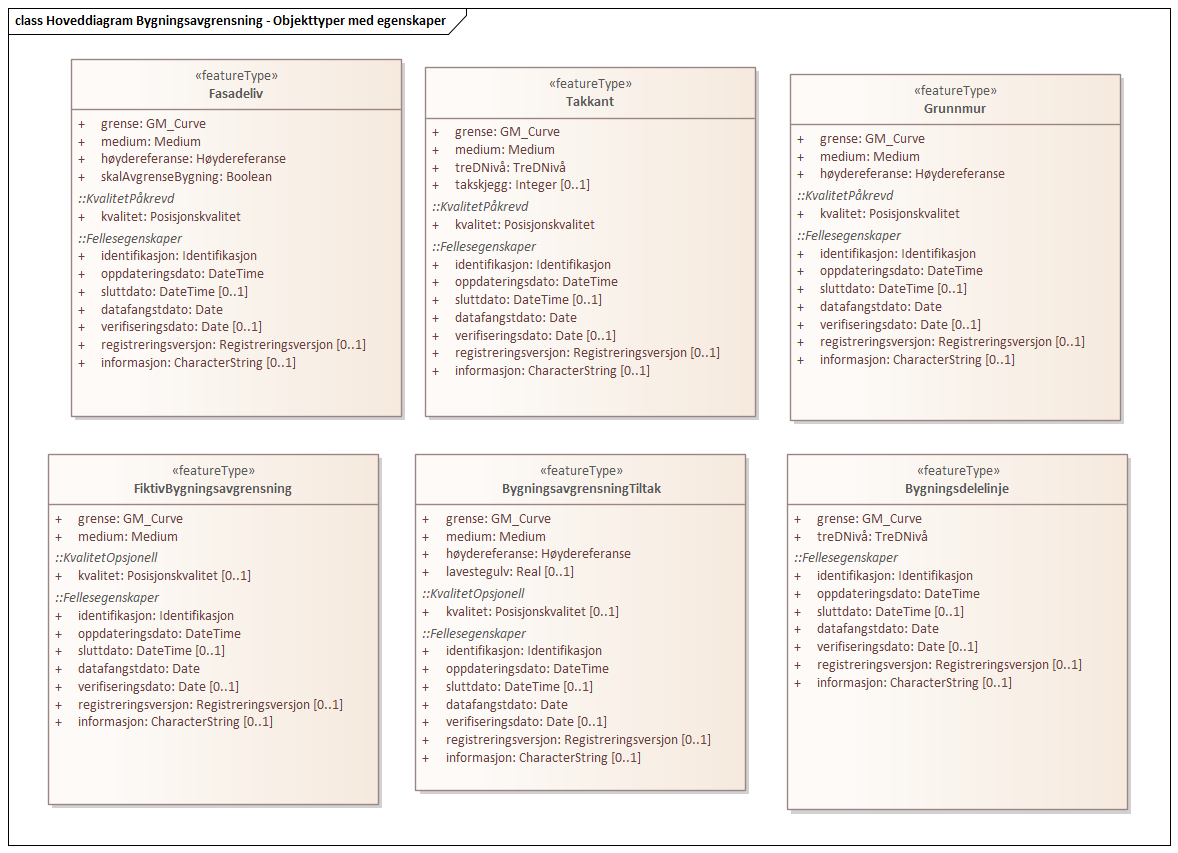 class Hoveddiagram Bygningsavgrensning - Objekttyper med egenskaper
«featureType»
Fasadeliv
+ grense: GM_Curve
+ medium: Medium
+ høydereferanse: Høydereferanse
+ skalAvgrenseBygning: Boolean
::KvalitetPåkrevd
+ kvalitet: Posisjonskvalitet
::Fellesegenskaper
+ identifikasjon: Identifikasjon
+ oppdateringsdato: DateTime
+ sluttdato: DateTime [0..1]
+ datafangstdato: Date
+ verifiseringsdato: Date [0..1]
+ registreringsversjon: Registreringsversjon [0..1]
+ informasjon: CharacterString [0..1]
«featureType»
Takkant
+ grense: GM_Curve
+ medium: Medium
+ treDNivå: TreDNivå
+ takskjegg: Integer [0..1]
::KvalitetPåkrevd
+ kvalitet: Posisjonskvalitet
::Fellesegenskaper
+ identifikasjon: Identifikasjon
+ oppdateringsdato: DateTime
+ sluttdato: DateTime [0..1]
+ datafangstdato: Date
+ verifiseringsdato: Date [0..1]
+ registreringsversjon: Registreringsversjon [0..1]
+ informasjon: CharacterString [0..1]
«featureType»
Grunnmur
+ grense: GM_Curve
+ medium: Medium
+ høydereferanse: Høydereferanse
::KvalitetPåkrevd
+ kvalitet: Posisjonskvalitet
::Fellesegenskaper
+ identifikasjon: Identifikasjon
+ oppdateringsdato: DateTime
+ sluttdato: DateTime [0..1]
+ datafangstdato: Date
+ verifiseringsdato: Date [0..1]
+ registreringsversjon: Registreringsversjon [0..1]
+ informasjon: CharacterString [0..1]
«featureType»
FiktivBygningsavgrensning
+ grense: GM_Curve
+ medium: Medium
::KvalitetOpsjonell
+ kvalitet: Posisjonskvalitet [0..1]
::Fellesegenskaper
+ identifikasjon: Identifikasjon
+ oppdateringsdato: DateTime
+ sluttdato: DateTime [0..1]
+ datafangstdato: Date
+ verifiseringsdato: Date [0..1]
+ registreringsversjon: Registreringsversjon [0..1]
+ informasjon: CharacterString [0..1]
«featureType»
BygningsavgrensningTiltak
+ grense: GM_Curve
+ medium: Medium
+ høydereferanse: Høydereferanse
+ lavestegulv: Real [0..1]
::KvalitetOpsjonell
+ kvalitet: Posisjonskvalitet [0..1]
::Fellesegenskaper
+ identifikasjon: Identifikasjon
+ oppdateringsdato: DateTime
+ sluttdato: DateTime [0..1]
+ datafangstdato: Date
+ verifiseringsdato: Date [0..1]
+ registreringsversjon: Registreringsversjon [0..1]
+ informasjon: CharacterString [0..1]
«featureType»
Bygningsdelelinje
+ grense: GM_Curve
+ treDNivå: TreDNivå
::Fellesegenskaper
+ identifikasjon: Identifikasjon
+ oppdateringsdato: DateTime
+ sluttdato: DateTime [0..1]
+ datafangstdato: Date
+ verifiseringsdato: Date [0..1]
+ registreringsversjon: Registreringsversjon [0..1]
+ informasjon: CharacterString [0..1]